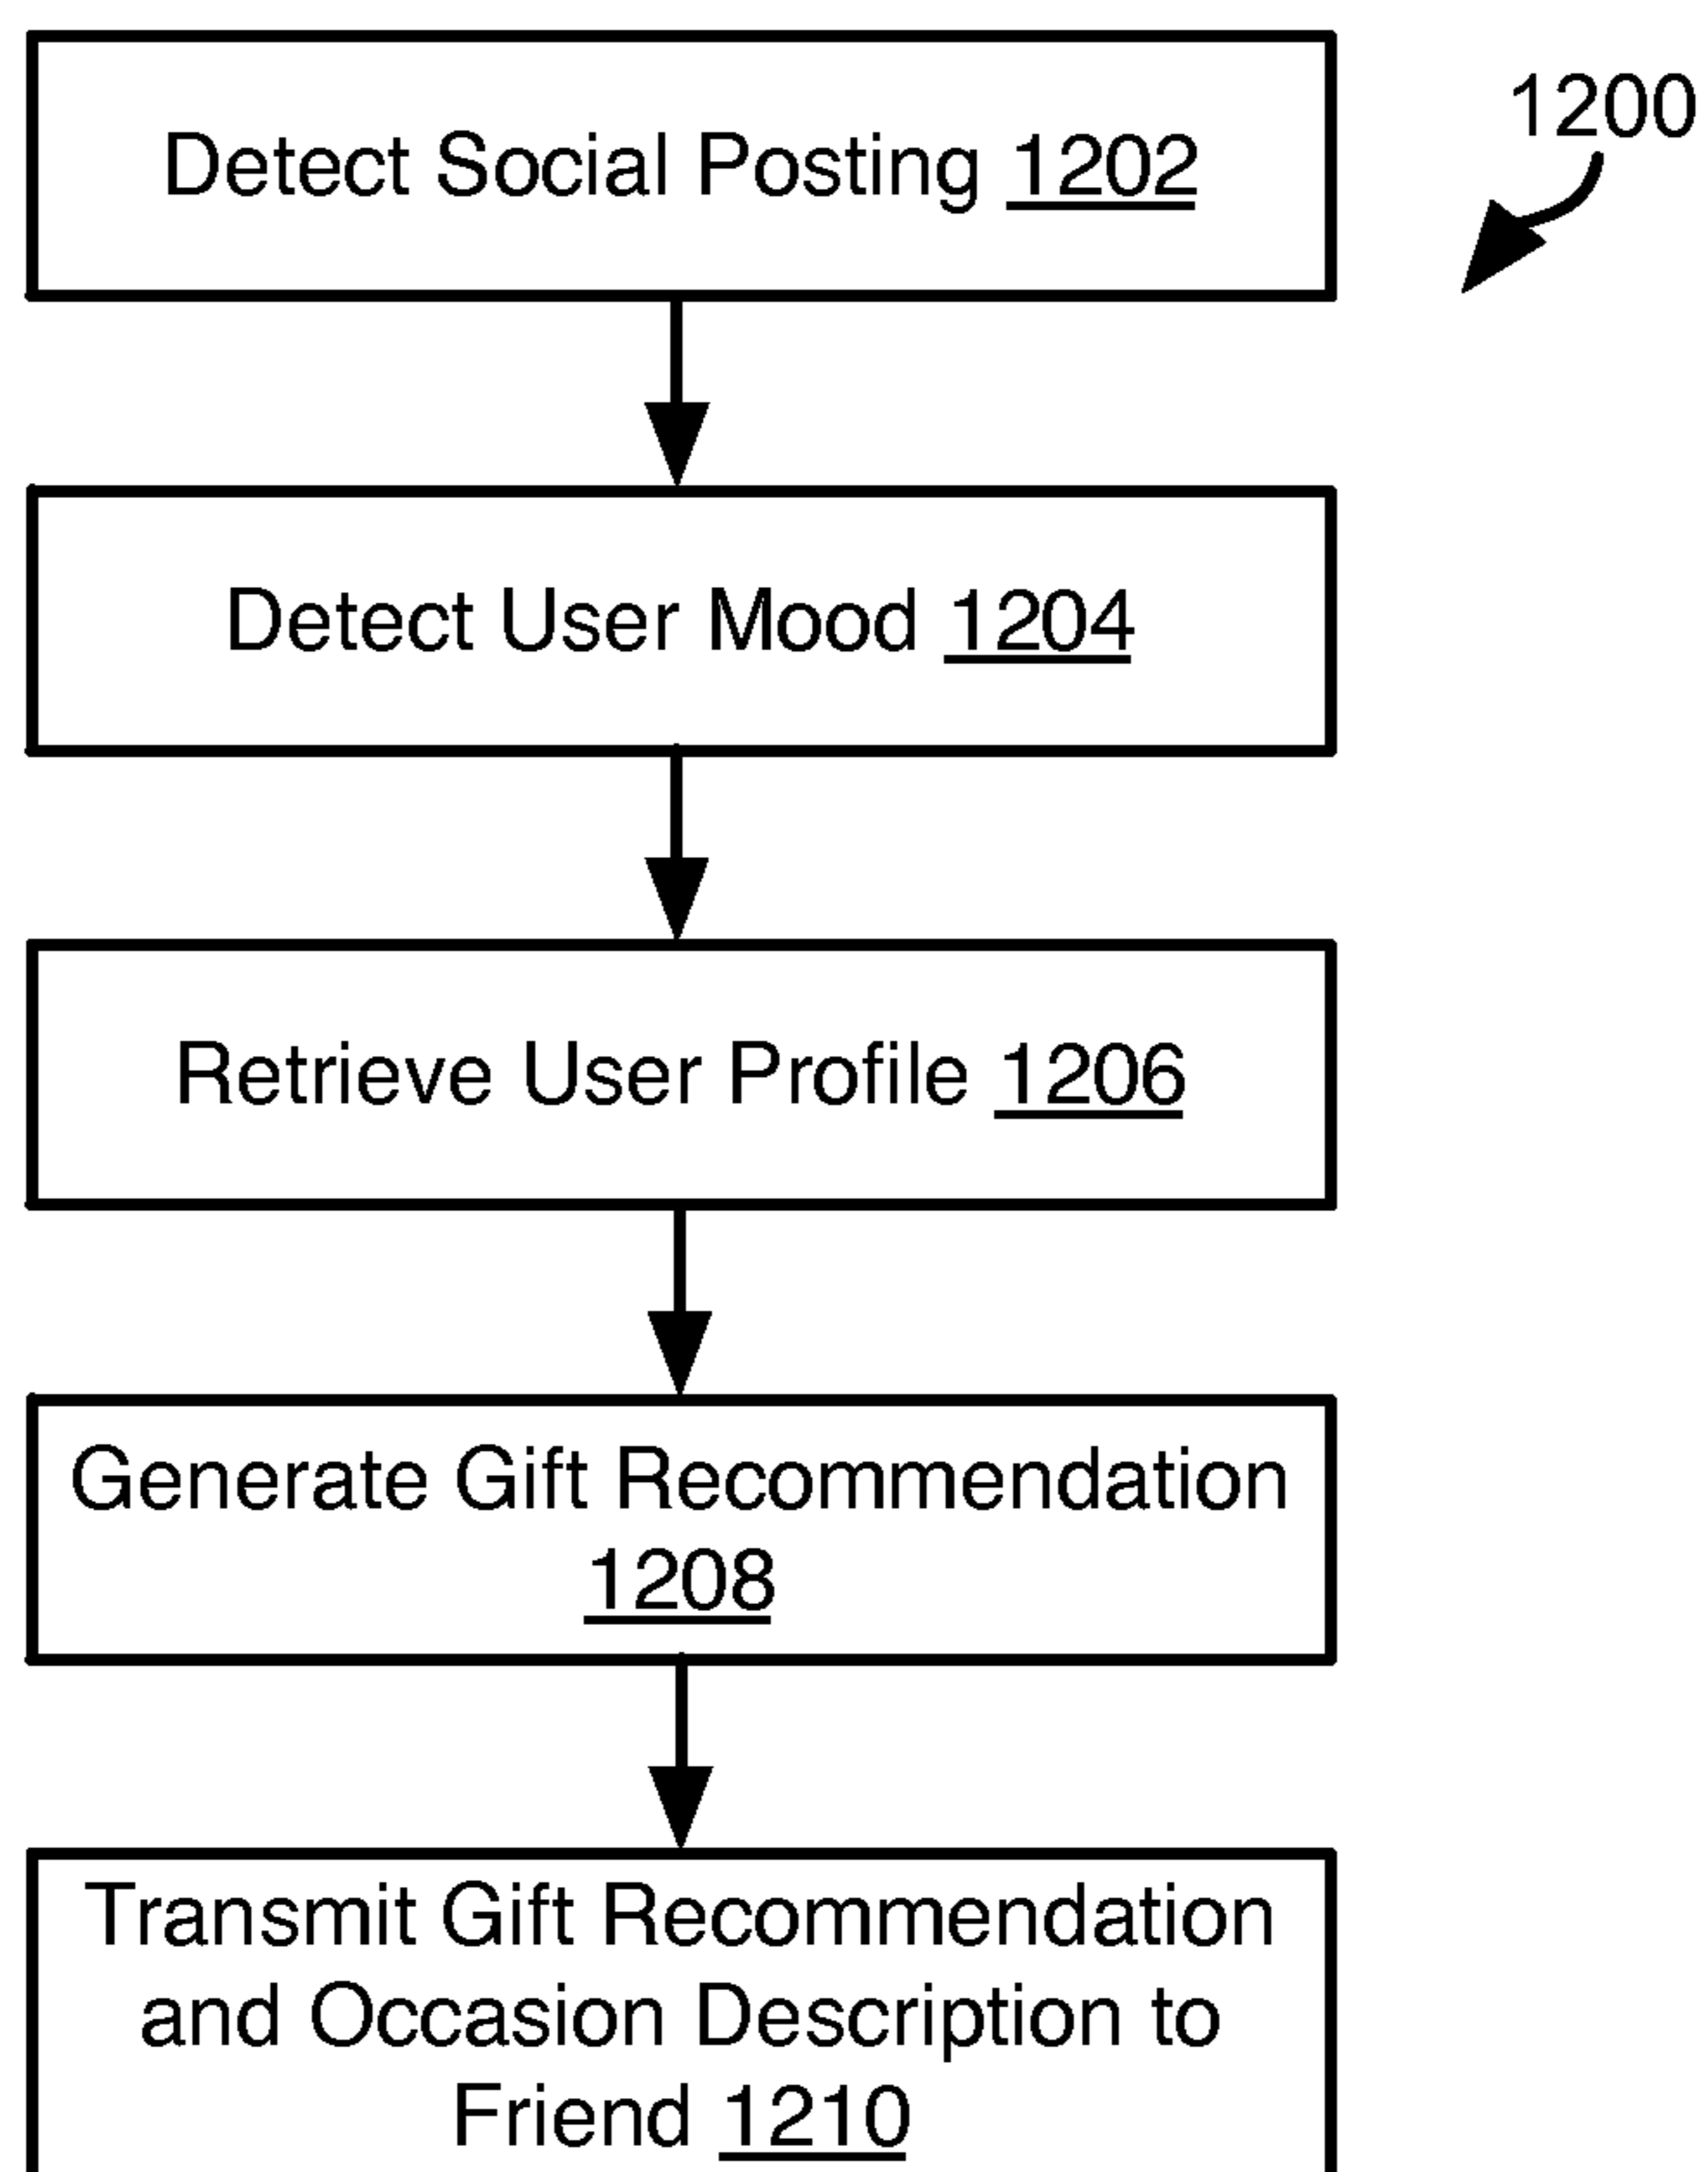 Detect Social Posting 1202
1200
Detect User Mood 1204
Retrieve User Profile 1206
Generate Gift Recommendation
1208
Transmit Gift Recommendation
and Occasion Description to
Friend 1210